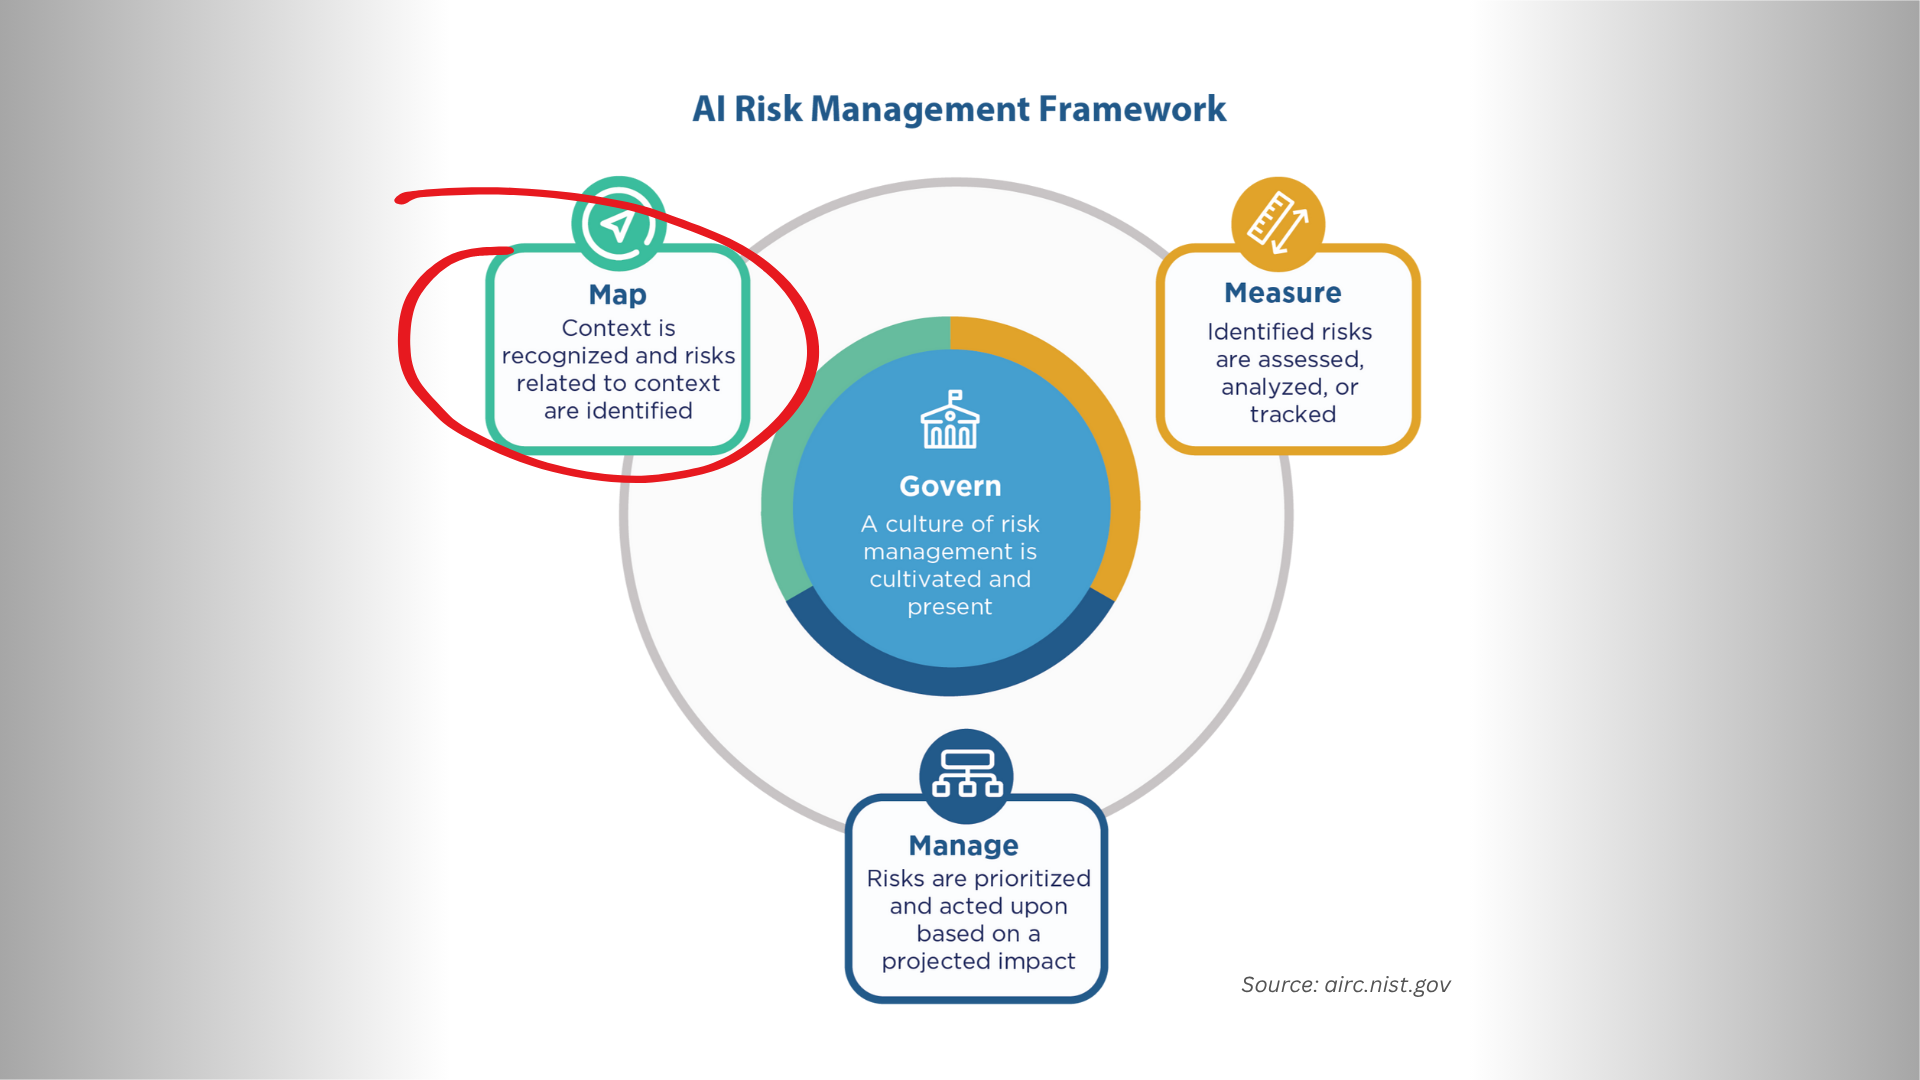 AI Risk Management Framework
Map
Context is
recognized and risks
related to context
are identified
Measure
Identified risks
are assessed,
analyzed, or
tracked
Govern
A culture of risk
management is
cultivated and
present
Manage
Risks are prioritized
and acted upon
based on a
projected impact
Source: airc.nist.gov